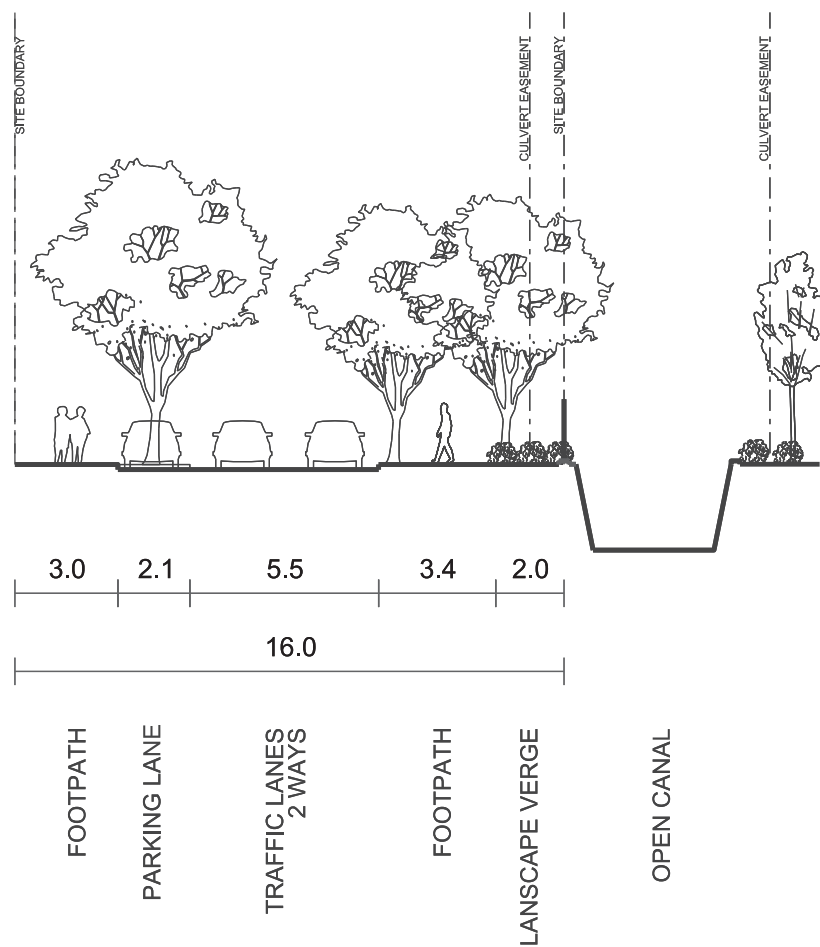 SITE BOUNDARY
CULVERT EASEMENT
SITE BOUNDARY
CULVERT EASEMENT
3.0
2.1
5.5
3.4
2.0
16.0
FOOTPATH
PARKING LANE
TRAFFIC LANES
2 WAYS
FOOTPATH
LANSCAPE VERGE
OPEN CANAL